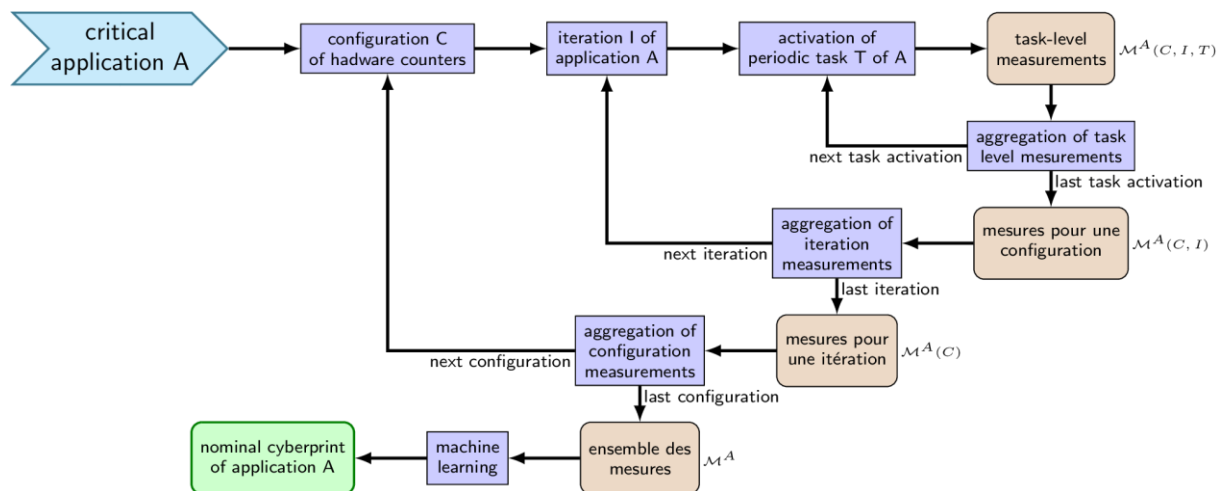 critical
application A
configuration C
of hadware counters
iteration I of
application A
activation of
periodic task T of A
task-level
measurements
𝓜^A(C, I, T)
aggregation of task
level mesurements
next task activation
last task activation
aggregation of
iteration
measurements
mesures pour une
configuration
𝓜^A(C, I)
next iteration
last iteration
aggregation of
configuration
measurements
mesures pour
une itération
𝓜^A(C)
next configuration
last configuration
nominal cyberprint
of application A
machine
learning
ensemble des
mesures
𝓜^A